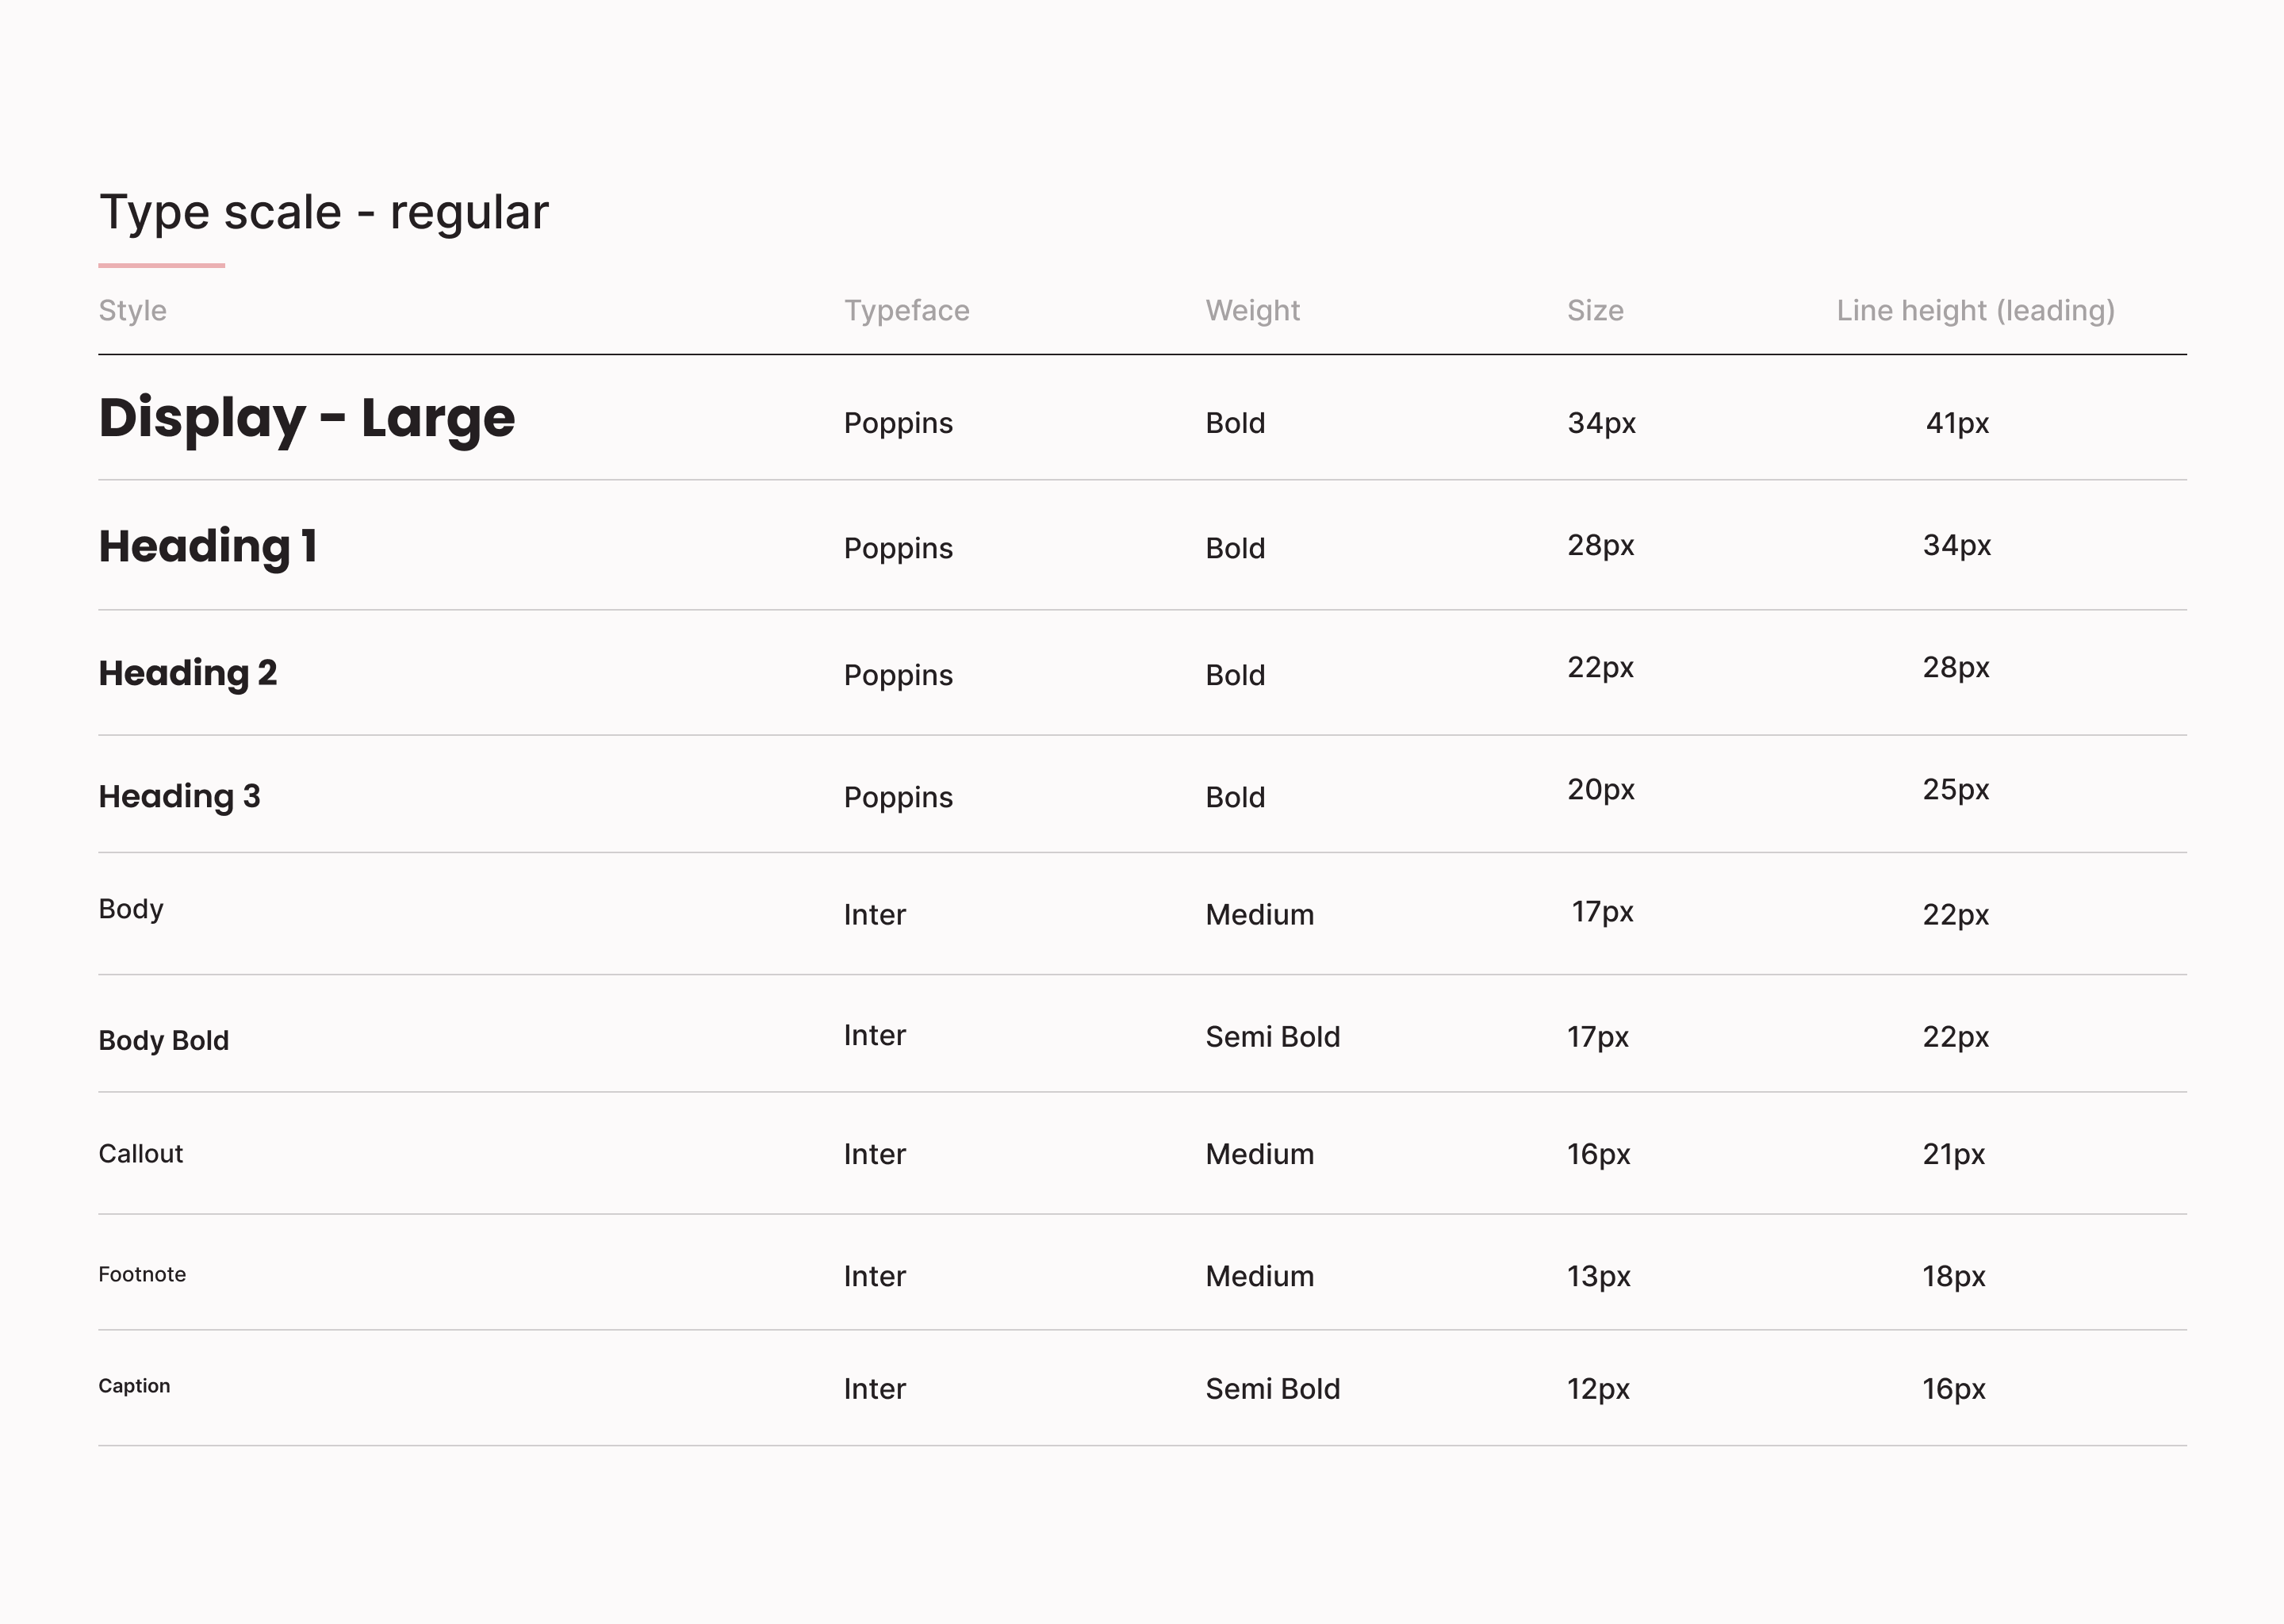 Type scale - regular
Style Typeface Weight Size Line height (leading)
Display - Large Poppins Bold 34px 41px
Heading 1 Poppins Bold 28px 34px
Heading 2 Poppins Bold 22px 28px
Heading 3 Poppins Bold 20px 25px
Body Inter Medium 17px 22px
Body Bold Inter Semi Bold 17px 22px
Callout Inter Medium 16px 21px
Footnote Inter Medium 13px 18px
Caption Inter Semi Bold 12px 16px